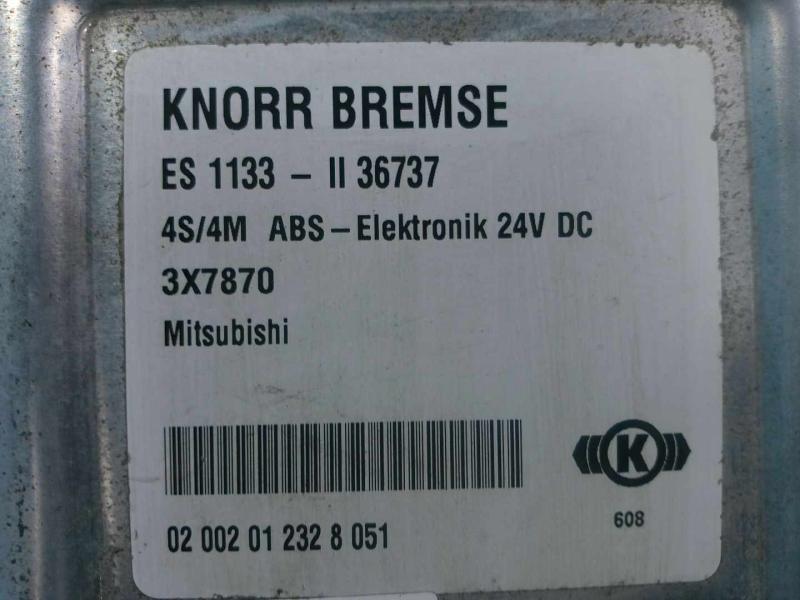 KNORR BREMSE
ES 1133 – II 36737
4S/4M ABS – Elektronik 24V DC
3X7870
Mitsubishi
K
02 002 01 232 8 051
608